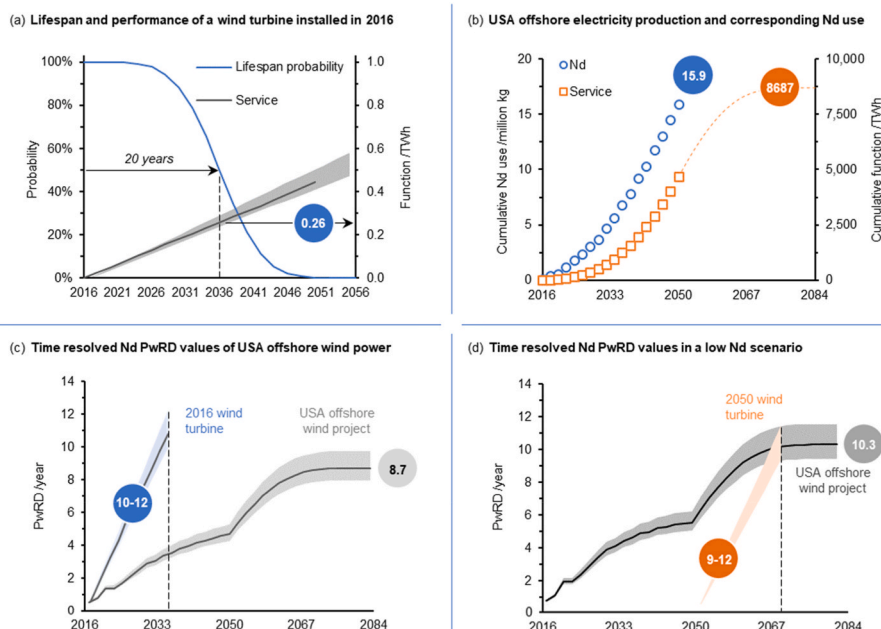 (a) Lifespan and performance of a wind turbine installed in 2016
100%
80%
60%
40%
20%
0%
Probability
1.0
0.8
0.6
0.4
0.2
0.0
Function /TWh
Lifespan probability
Service
20 years
0.26
2016 2021 2026 2031 2036 2041 2046 2051 2056
(b) USA offshore electricity production and corresponding Nd use
20
15
10
5
0
Cumulative Nd use /million kg
10,000
7,500
5,000
2,500
0
Cumulative function /TWh
Nd
Service
15.9
8687
2016 2033 2050 2067 2084
(c) Time resolved Nd PwRD values of USA offshore wind power
14
12
10
8
6
4
2
0
PwRD /year
2016 wind
turbine
USA offshore
wind project
10-12
8.7
2016 2033 2050 2067 2084
(d) Time resolved Nd PwRD values in a low Nd scenario
14
12
10
8
6
4
2
0
PwRD /year
2050 wind
turbine
10.3
USA offshore
wind project
9-12
2016 2033 2050 2067 2084